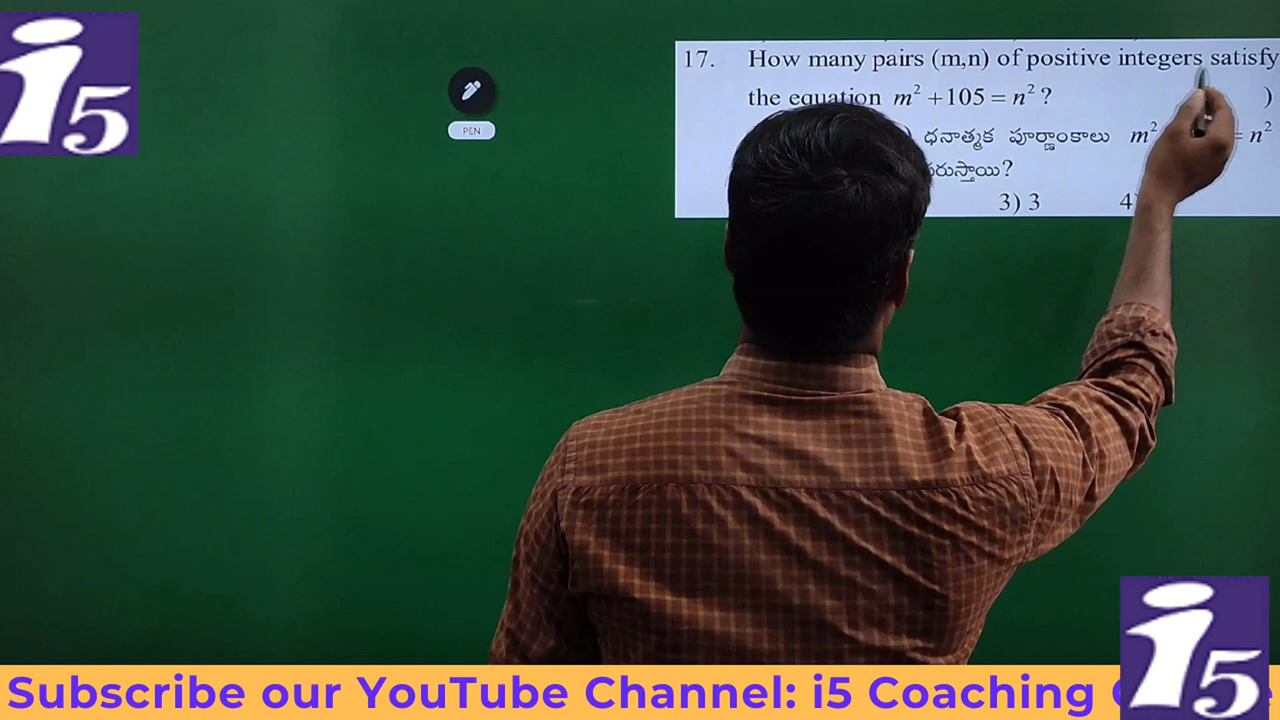 i5
PEN
17. How many pairs (m,n) of positive integers satisfy
the equation m² +105 = n² ? )
ధనాత్మక పూర్ణాంకాలు m² = n²
3) 3 4)
Subscribe our YouTube Channel: i5 Coaching
i5